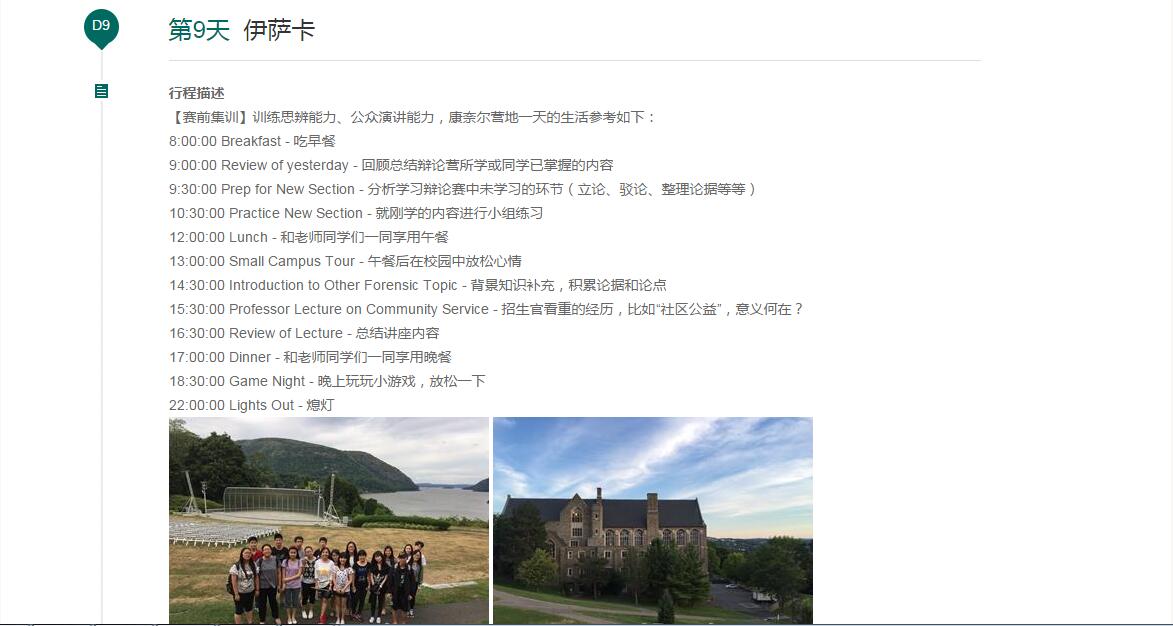 D9
第9天 伊萨卡
行程描述
【赛前集训】训练思辨能力、公众演讲能力，康奈尔营地一天的生活参考如下：
8:00:00 Breakfast - 吃早餐
9:00:00 Review of yesterday - 回顾总结辩论营所学或同学已掌握的内容
9:30:00 Prep for New Section - 分析学习辩论赛中未学习的环节（立论、驳论、整理论据等等）
10:30:00 Practice New Section - 就刚学的内容进行小组练习
12:00:00 Lunch - 和老师同学们一同享用午餐
13:00:00 Small Campus Tour - 午餐后在校园中放松心情
14:30:00 Introduction to Other Forensic Topic - 背景知识补充，积累论据和论点
15:30:00 Professor Lecture on Community Service - 招生官看重的经历，比如“社区公益”，意义何在？
16:30:00 Review of Lecture - 总结讲座内容
17:00:00 Dinner - 和老师同学们一同享用晚餐
18:30:00 Game Night - 晚上玩玩小游戏，放松一下
22:00:00 Lights Out - 熄灯